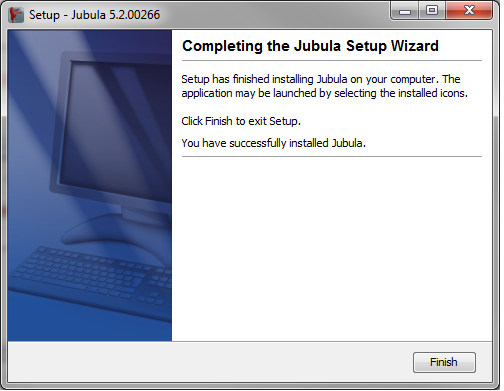 Setup - Jubula 5.2.00266
Completing the Jubula Setup Wizard
Setup has finished installing Jubula on your computer. The
application may be launched by selecting the installed icons.
Click Finish to exit Setup.
You have successfully installed Jubula.
Finish